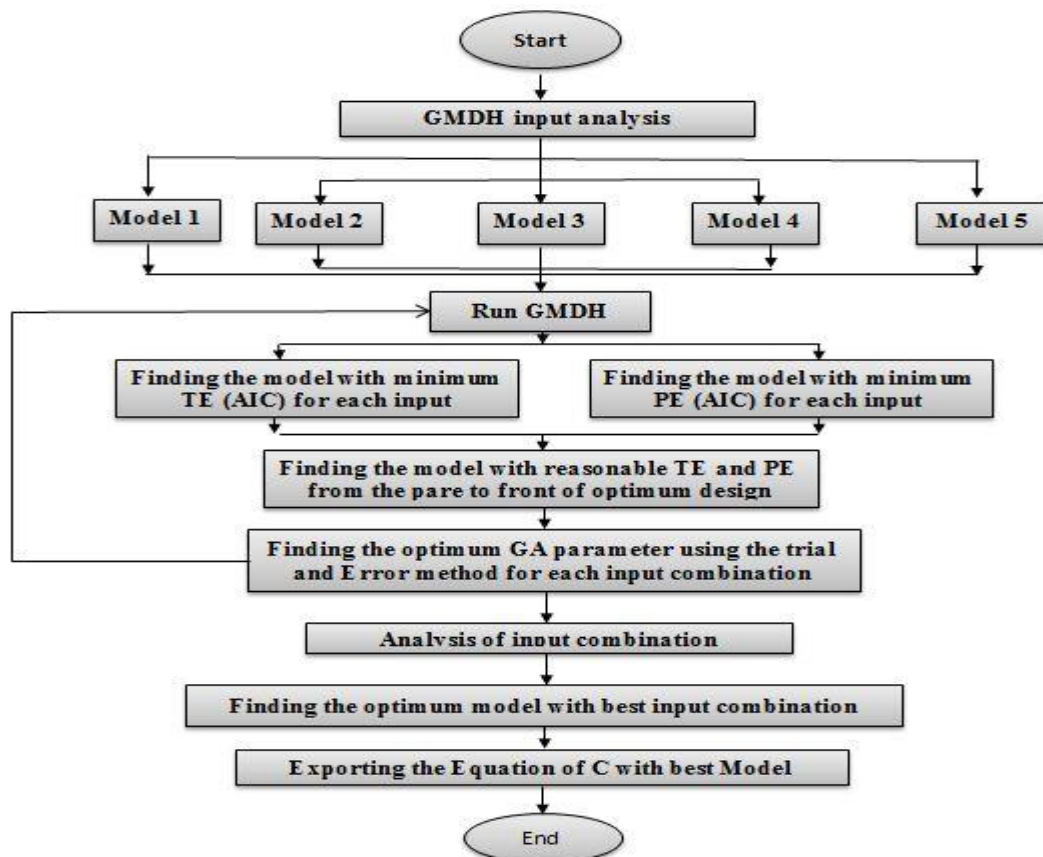 Start
GMDH input analysis
Model 1
Model 2
Model 3
Model 4
Model 5
Run GMDH
Finding the model with minimum
TE (AIC) for each input
Finding the model with minimum
PE (AIC) for each input
Finding the model with reasonable TE and PE
from the pare to front of optimum design
Finding the optimum GA parameter using the trial
and Error method for each input combination
Analysis of input combination
Finding the optimum model with best input combination
Exporting the Equation of C with best Model
End